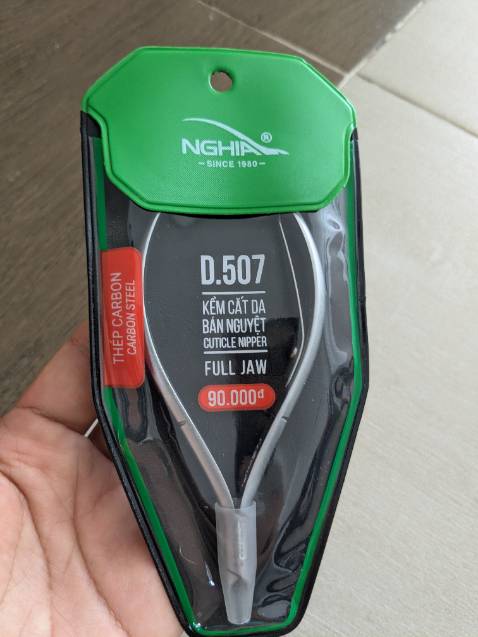 NGHIA®
SINCE 1980
D.507
KỀM CẮT DA
BÁN NGUYỆT
CUTICLE NIPPER
FULL JAW
90.000đ
THÉP CARBON
CARBON STEEL